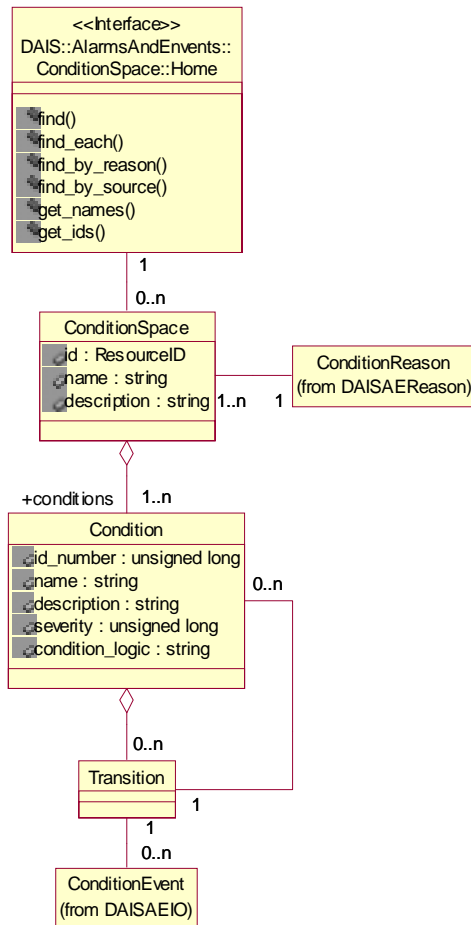 <<Interface>>
DAIS::AlarmsAndEnvents::
ConditionSpace::Home
find()
find_each()
find_by_reason()
find_by_source()
get_names()
get_ids()
1
0..n
ConditionSpace
id : ResourceID
name : string
description : string
1..n
1
ConditionReason
(from DAISAEReason)
+conditions
1..n
Condition
id_number : unsigned long
name : string
description : string
severity : unsigned long
condition_logic : string
0..n
0..n
Transition
1
1
0..n
ConditionEvent
(from DAISAEIO)